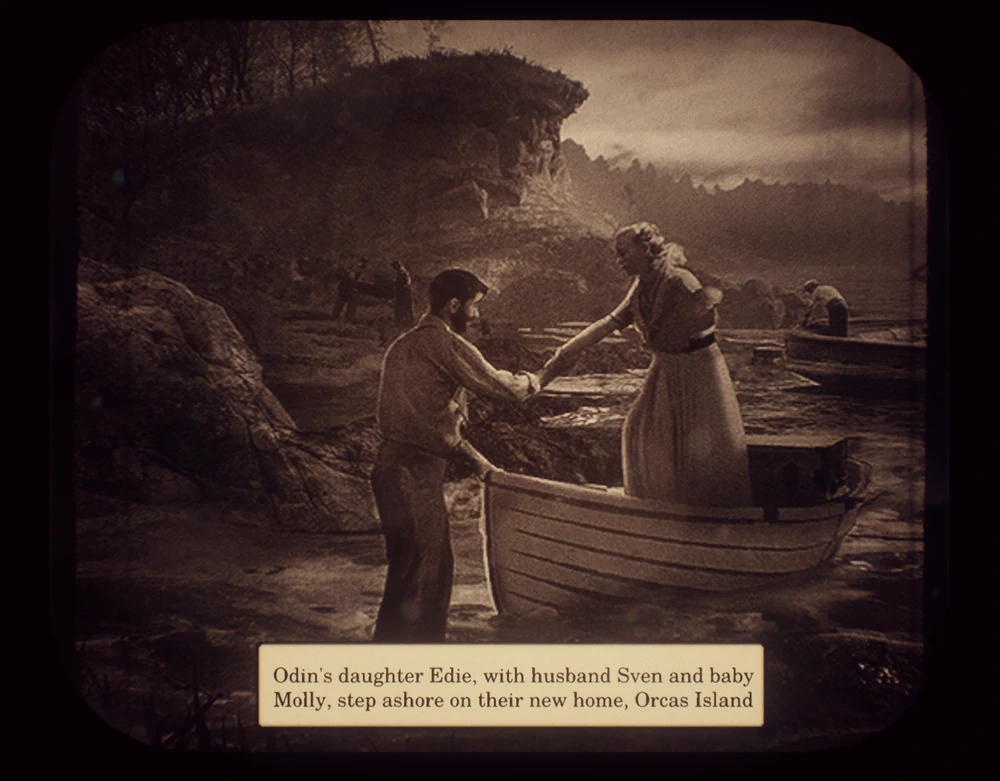 Odin's daughter Edie, with husband Sven and baby
Molly, step ashore on their new home, Orcas Island